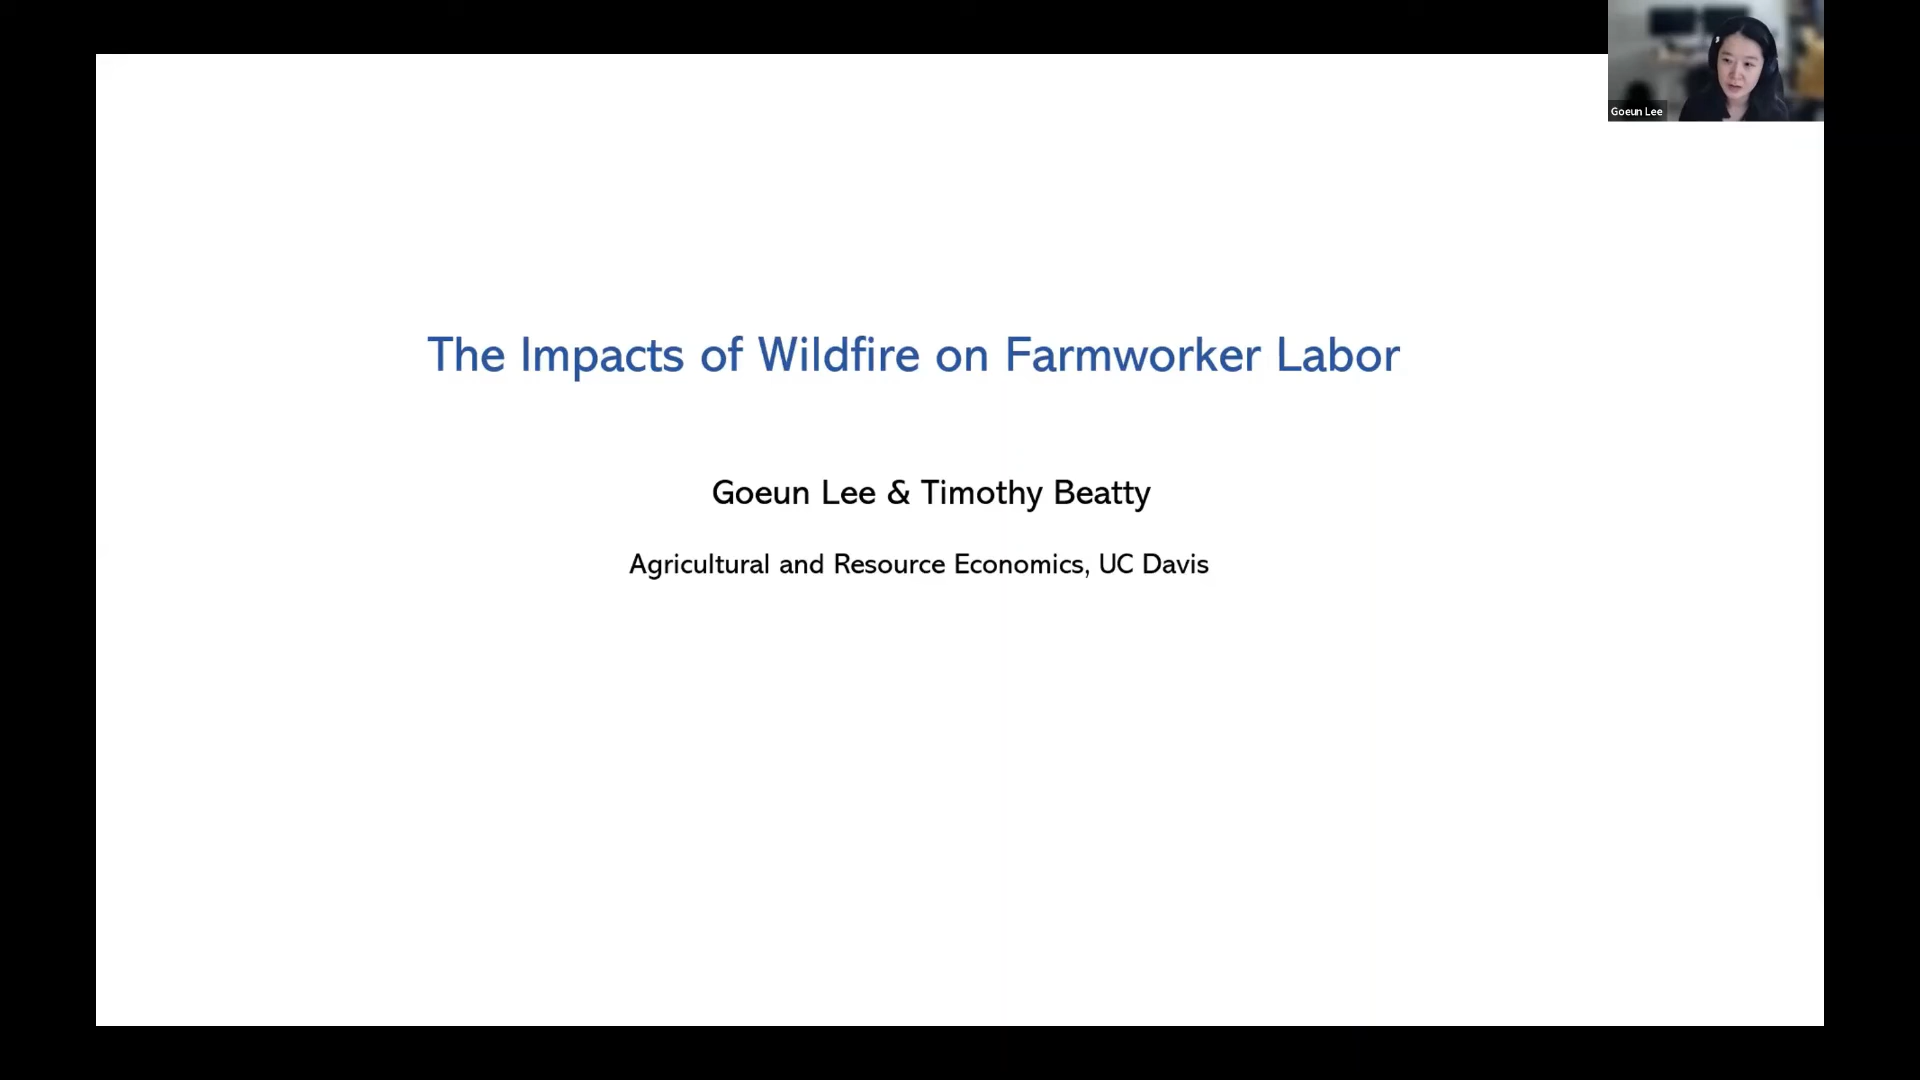 Goeun Lee
The Impacts of Wildfire on Farmworker Labor
Goeun Lee & Timothy Beatty
Agricultural and Resource Economics, UC Davis